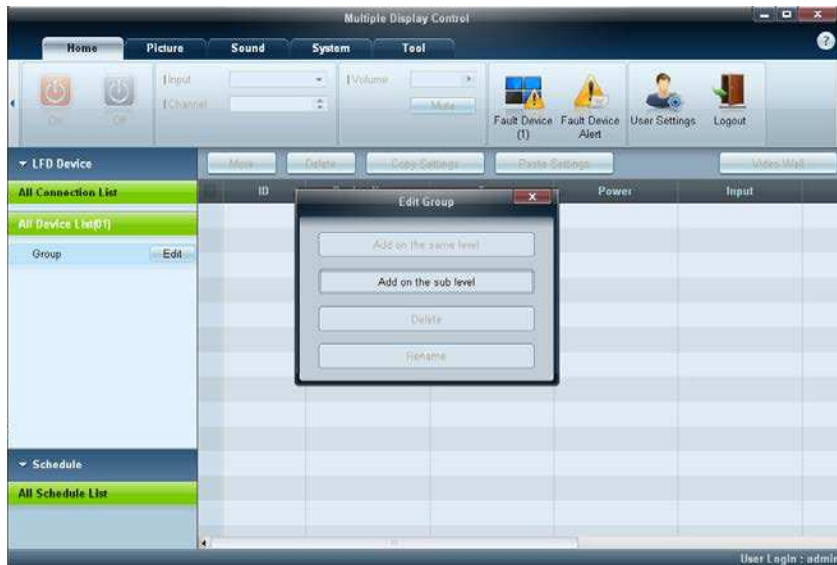 Multiple Display Control
Home Picture Sound System Tool
Input
Channel
On Off
Volume
Mute
Fault Device (1)
Fault Device Alert
User Settings
Logout
LFD Device
Move Delete Copy Settings Paste Settings Video Wall
All Connection List
ID Power Input
Edit Group
All Device List(01)
Group Edit
Add on the same level
Add on the sub level
Delete
Rename
Schedule
All Schedule List
User Login : admin